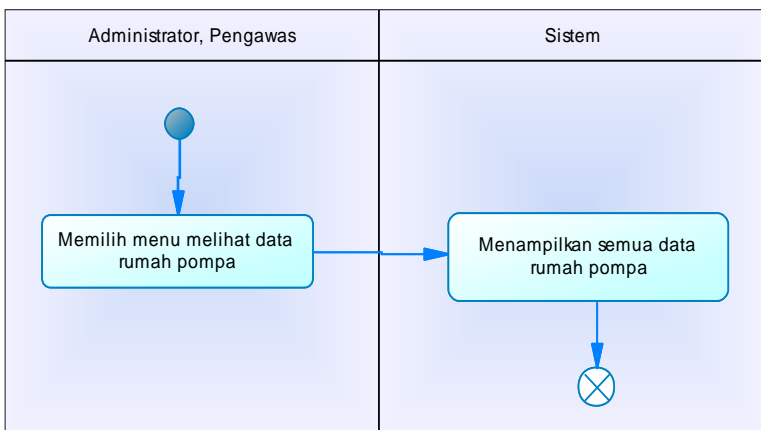 Administrator, Pengawas
Sistem
Memilih menu melihat data
rumah pompa
Menampilkan semua data
rumah pompa